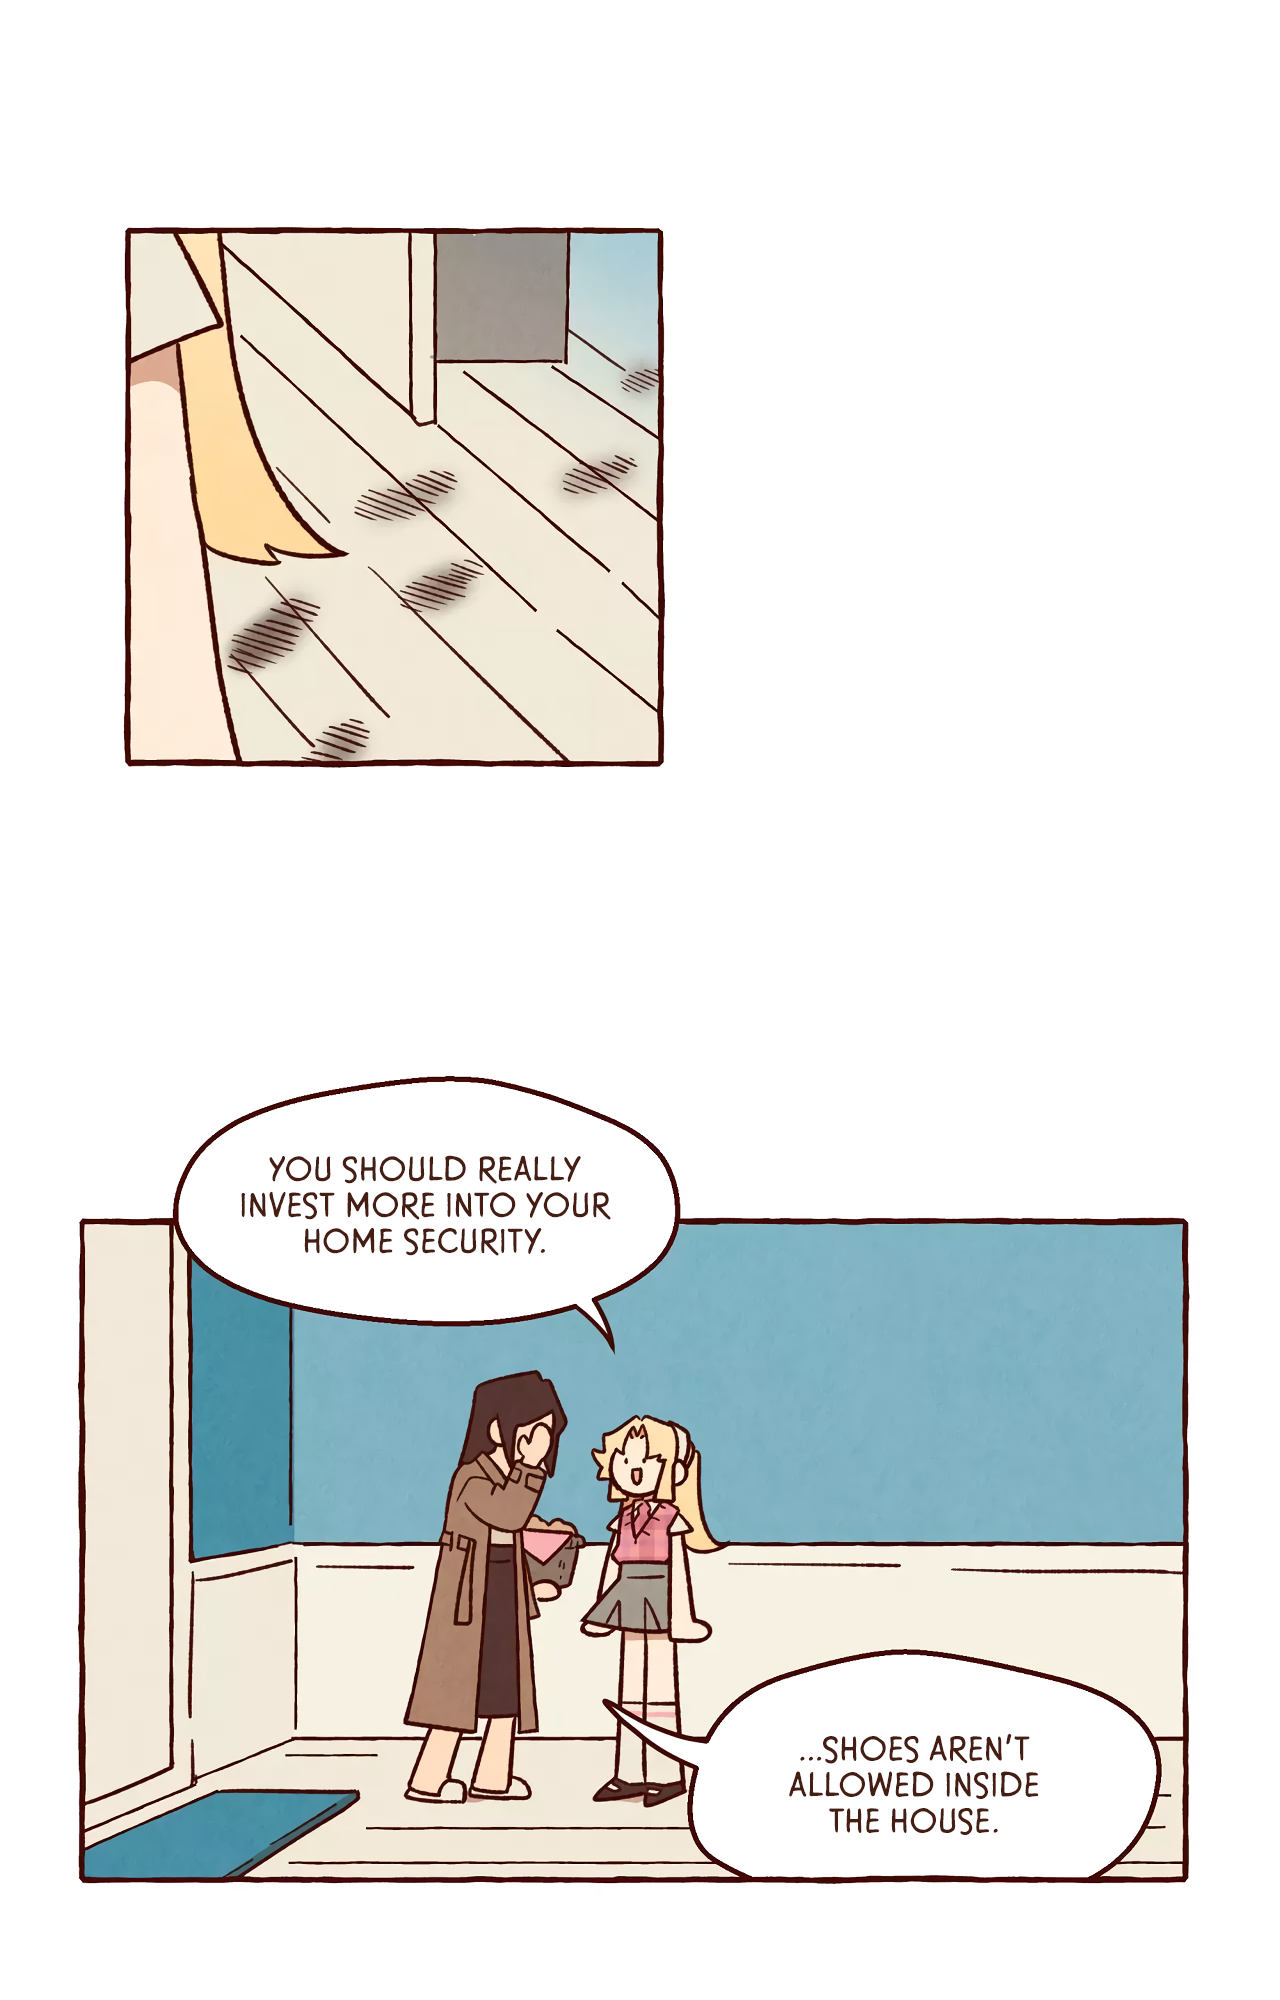 YOU SHOULD REALLY
INVEST MORE INTO YOUR
HOME SECURITY.
...SHOES AREN'T
ALLOWED INSIDE
THE HOUSE.